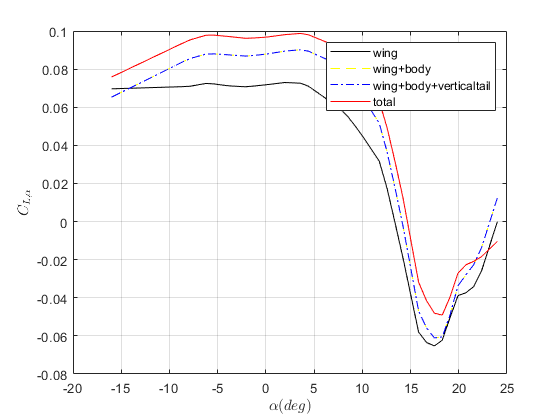 0.1
0.08
0.06
0.04
0.02
0
-0.02
-0.04
-0.06
-0.08
-20 -15 -10 -5 0 5 10 15 20 25
α(deg)
C_{Lα}
wing
wing+body
wing+body+verticaltail
total